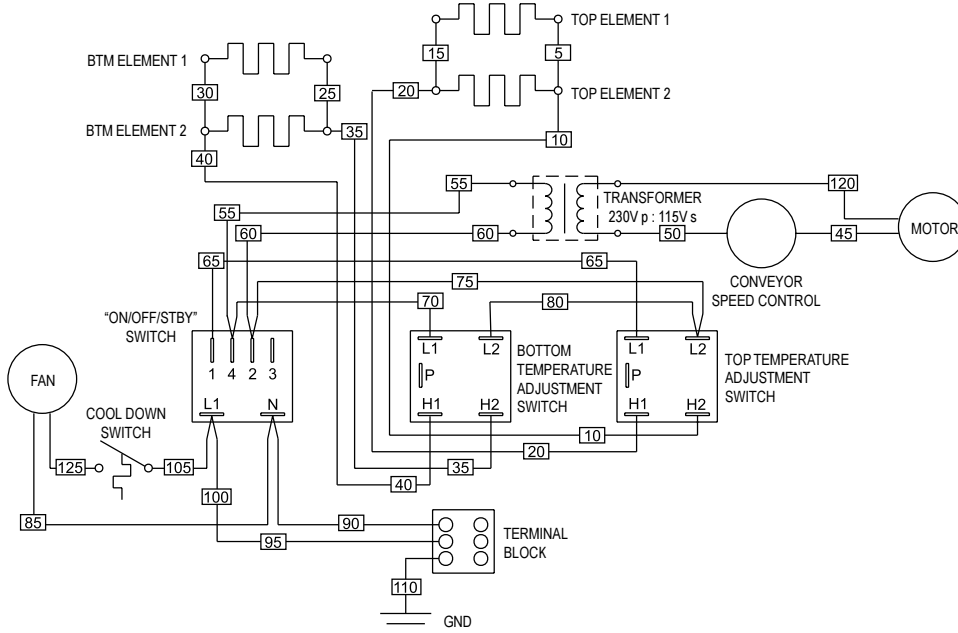 TOP ELEMENT 1
15
5
BTM ELEMENT 1
30
25
20
TOP ELEMENT 2
BTM ELEMENT 2
35
10
40
55
120
TRANSFORMER
230V p : 115V s
55
60
60
50
45
MOTOR
65
65
75
CONVEYOR
SPEED CONTROL
70
80
"ON/OFF/STBY"
SWITCH
1
4
2
3
L1
N
L1
L2
P
H1
H2
BOTTOM
TEMPERATURE
ADJUSTMENT
SWITCH
L1
L2
P
H1
H2
TOP TEMPERATURE
ADJUSTMENT
SWITCH
FAN
COOL DOWN
SWITCH
10
20
125
105
35
40
100
85
90
95
TERMINAL
BLOCK
110
GND